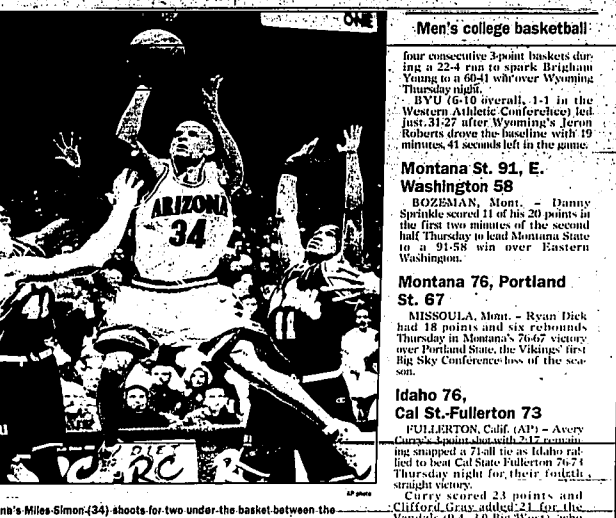 ONE
ARIZONA
34
11
DIET
RC
AP photo
na's Miles Simon (34) shoots for two under the basket between the
Men's college basketball
four consecutive 3-point baskets dur-
ing a 22-4 run to spark Brigham
Young to a 60-41 win over Wyoming
Thursday night.
BYU (6-10 overall, 1-1 in the
Western Athletic Conference) led
just 31-27 after Wyoming's Jeron
Roberts drove the baseline with 19
minutes, 41 seconds left in the game.
Montana St. 91, E.
Washington 58
BOZEMAN, Mont. – Danny
Sprinkle scored 11 of his 20 points in
the first two minutes of the second
half Thursday to lead Montana State
to a 91-58 win over Eastern
Washington.
Montana 76, Portland
St. 67
MISSOULA, Mont. – Ryan Dick
had 18 points and six rebounds
Thursday in Montana's 76-67 victory
over Portland State, the Vikings' first
Big Sky Conference loss of the sea-
son.
Idaho 76,
Cal St.-Fullerton 73
FULLERTON, Calif. (AP) – Avery
Curry's 3-point shot with 2:17 remain-
ing snapped a 71-all tie as Idaho ral-
lied to beat Cal State Fullerton 76-73
Thursday night for their fourth
straight victory.
Curry scored 23 points and
Clifford Gray added 21 for the